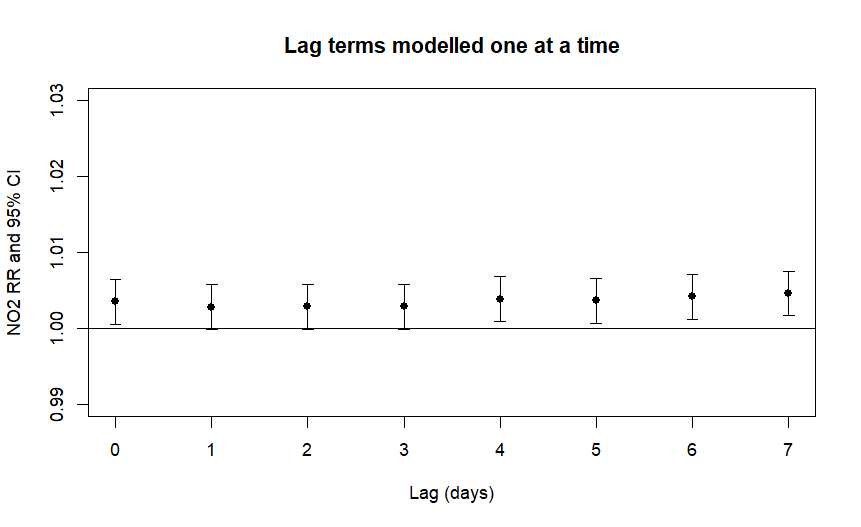 Lag terms modelled one at a time
NO2 RR and 95% CI
1.03
1.02
1.01
1.00
0.99
0 1 2 3 4 5 6 7
Lag (days)